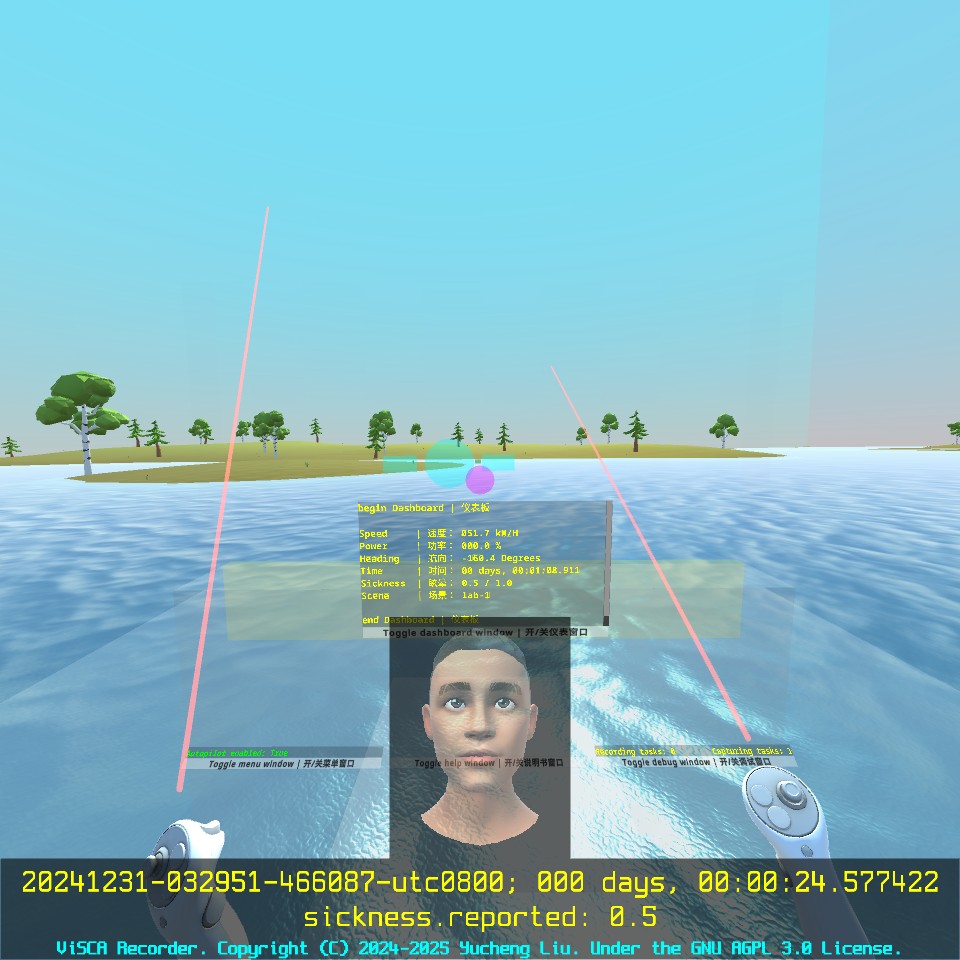 begin Dashboard | 仪表板
Speed | 速度: 051.7 kM/H
Power | 功率: 000.0 %
Heading | 航向: -160.4 Degrees
Time | 时间: 00 days, 00:01:08.911
Sickness | 眩晕: 0.5 / 1.0
Scene | 场景: lab-1
end Dashboard | 仪表板
Toggle dashboard window | 开/关仪表窗口
Autopilot enabled: True
Recording tasks: Capturing tasks:
Toggle menu window | 开/关菜单窗口
Toggle help window | 开/关说明书窗口
Toggle debug window | 开/关调试窗口
20241231-032951-466087-utc0800; 000 days, 00:00:24.577422
sickness.reported: 0.5
ViSCA Recorder. Copyright (C) 2024-2025 Yucheng Liu. Under the GNU AGPL 3.0 License.